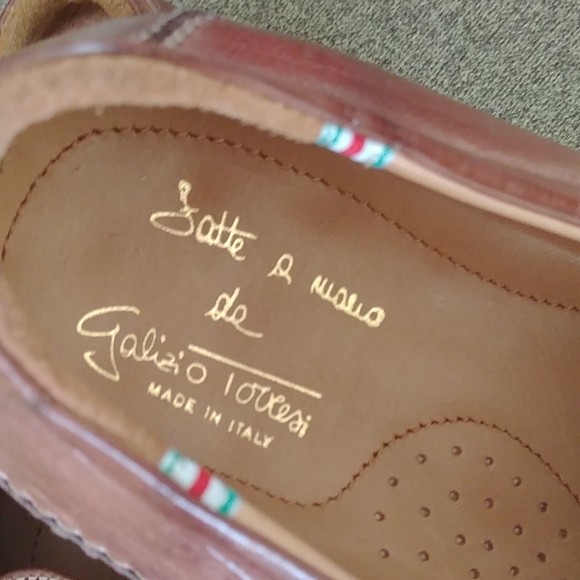 Fatte a mano
da
Galizio Torresi
MADE IN ITALY